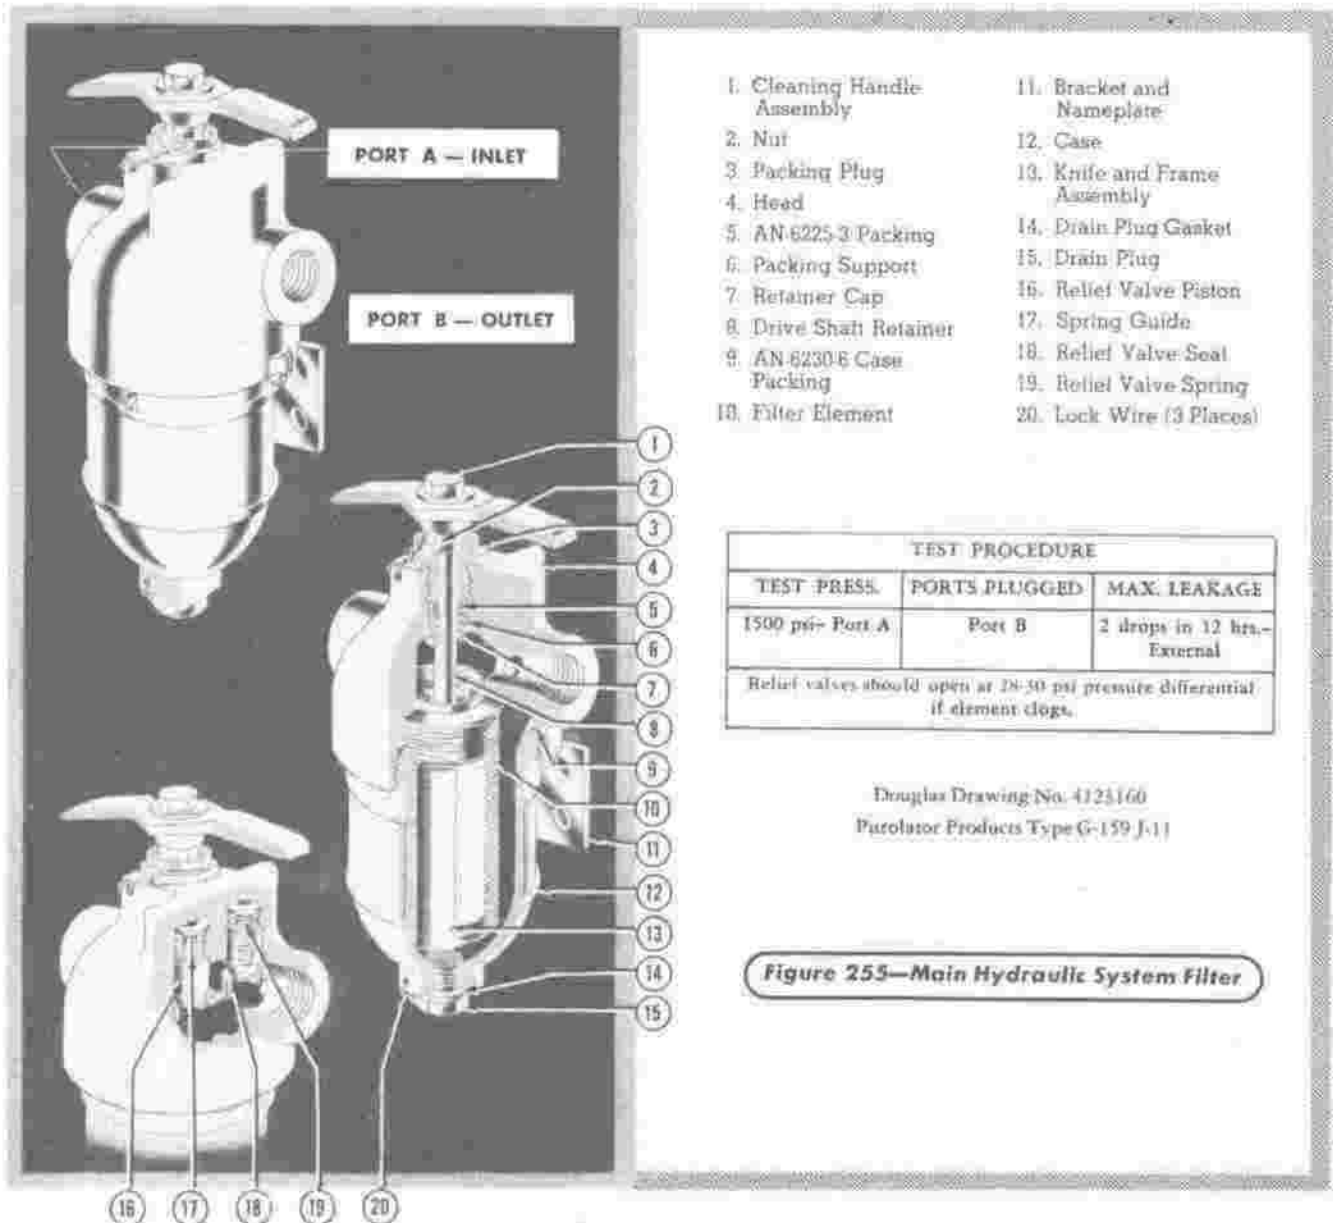 PORT A — INLET
PORT B — OUTLET
1. Cleaning Handle
Assembly
2. Nut
3. Packing Plug
4. Head
5. AN-6225-3 Packing
6. Packing Support
7. Retainer Cap
8. Drive Shaft Retainer
9. AN-6230-6 Case
Packing
10. Filter Element
11. Bracket and
Nameplate
12. Case
13. Knife and Frame
Assembly
14. Drain Plug Gasket
15. Drain Plug
16. Relief Valve Piston
17. Spring Guide
18. Relief Valve Seat
19. Relief Valve Spring
20. Lock Wire (3 Places)
1
2
3
4
5
6
7
8
9
10
11
12
13
14
15
16
17
18
19
20
TEST PROCEDURE
TEST PRESS. PORTS PLUGGED MAX. LEAKAGE
1500 psi– Port A Port B 2 drops in 12 hrs.–
External
Relief valves should open at psi pressure differential
if element clogs.
Douglas Drawing No. 4123160
Purolator Products Type G-159 J-11
Figure 255—Main Hydraulic System Filter